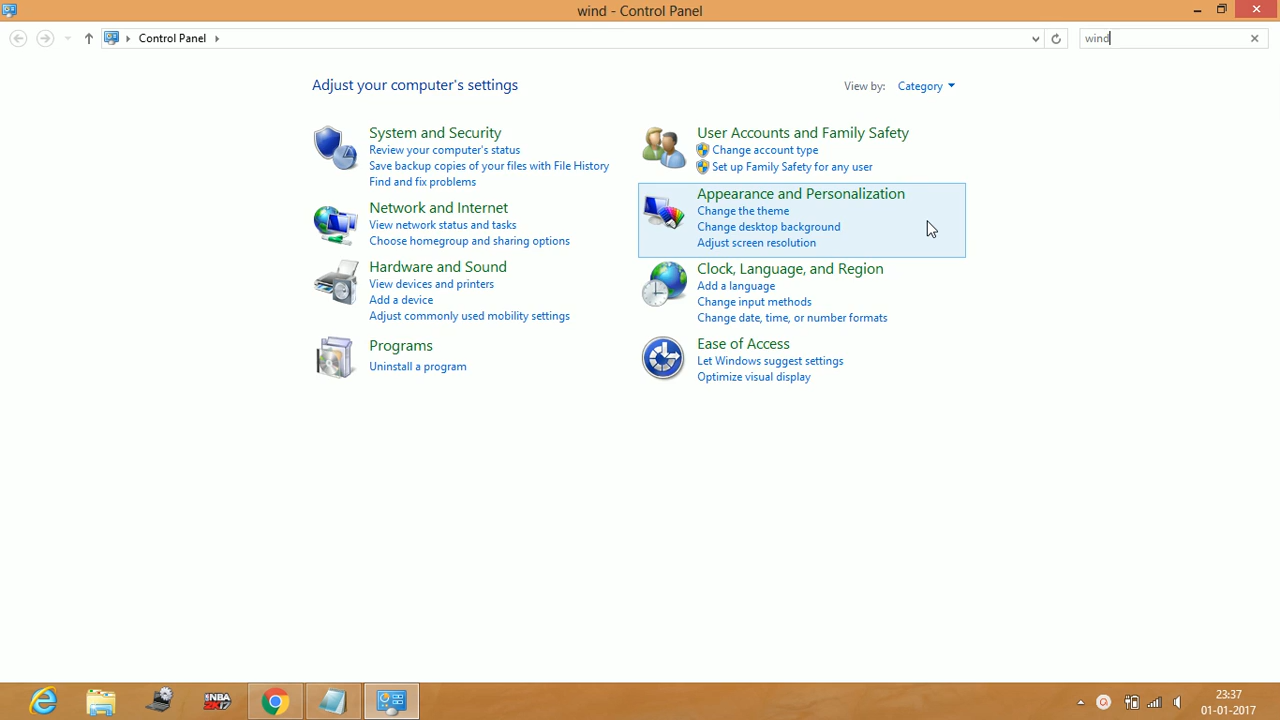 wind - Control Panel
Control Panel
wind
Adjust your computer's settings
View by: Category
System and Security
Review your computer's status
Save backup copies of your files with File History
Find and fix problems
Network and Internet
View network status and tasks
Choose homegroup and sharing options
Hardware and Sound
View devices and printers
Add a device
Adjust commonly used mobility settings
Programs
Uninstall a program
User Accounts and Family Safety
Change account type
Set up Family Safety for any user
Appearance and Personalization
Change the theme
Change desktop background
Adjust screen resolution
Clock, Language, and Region
Add a language
Change input methods
Change date, time, or number formats
Ease of Access
Let Windows suggest settings
Optimize visual display
NBA
2K17
23:37
01-01-2017